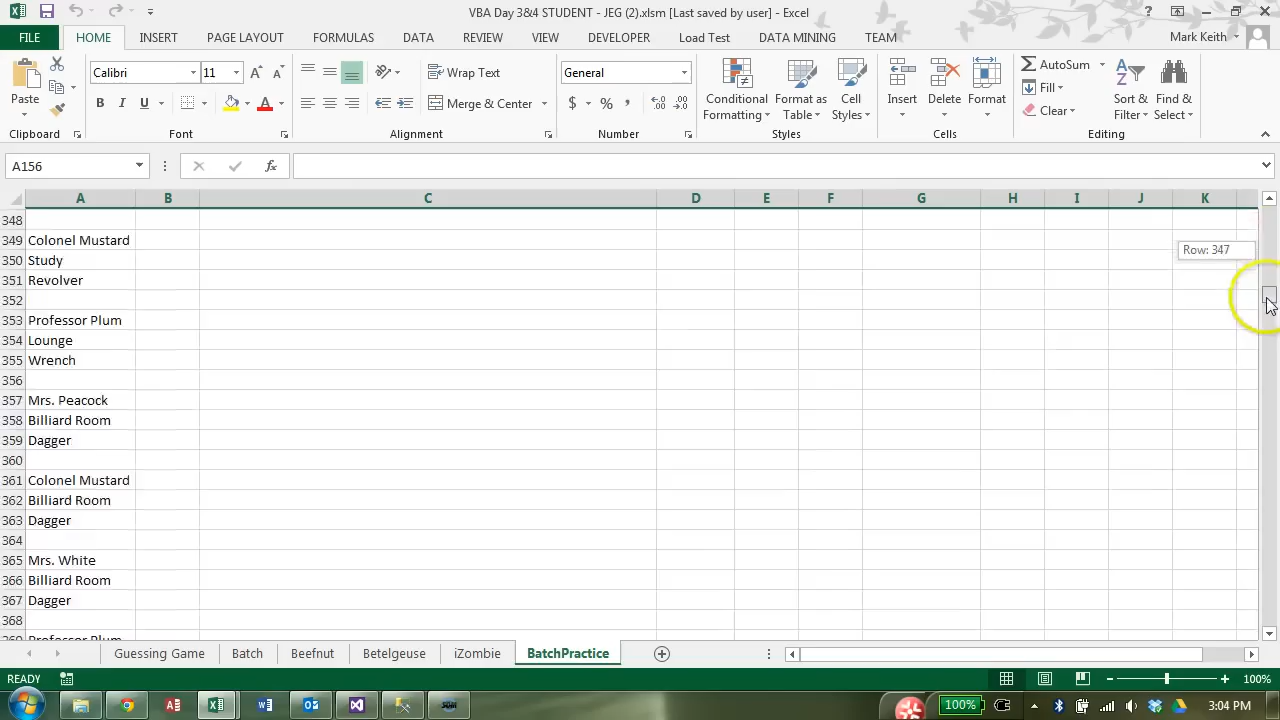 VBA Day 3&4 STUDENT - JEG (2).xlsm [Last saved by user] - Excel
FILE HOME INSERT PAGE LAYOUT FORMULAS DATA REVIEW VIEW DEVELOPER Load Test DATA MINING TEAM Mark Keith
Calibri 11 Wrap Text General AutoSum
Paste Conditional Formatting Format as Table Cell Styles Insert Delete Format Fill Sort & Filter Find & Select
B I U Merge & Center $ % , Clear
Clipboard Font Alignment Number Styles Cells Editing
A156 fx
A B C D E F G H I J K
348
349 Colonel Mustard
Row: 347
350 Study
351 Revolver
352
353 Professor Plum
354 Lounge
355 Wrench
356
357 Mrs. Peacock
358 Billiard Room
359 Dagger
360
361 Colonel Mustard
362 Billiard Room
363 Dagger
364
365 Mrs. White
366 Billiard Room
367 Dagger
368
369 Professor Plum
Guessing Game Batch Beefnut Betelgeuse iZombie BatchPractice
READY 100%
100% 3:04 PM